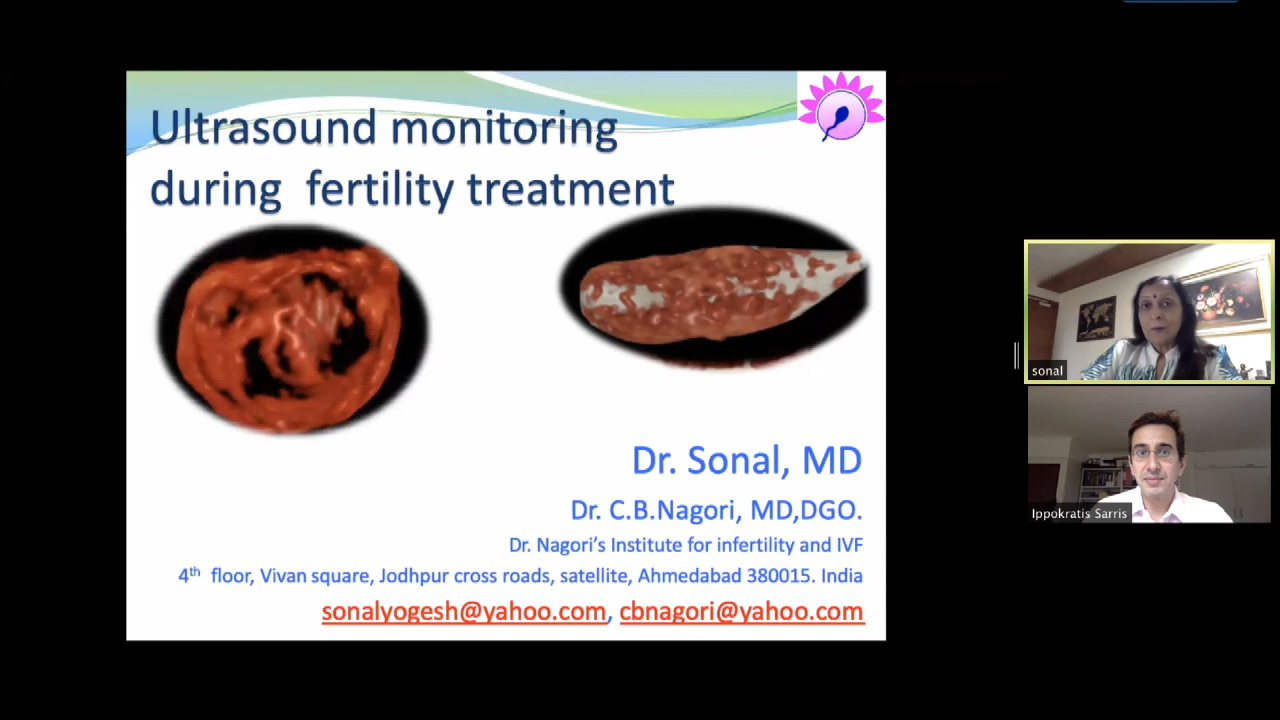 Ultrasound monitoring
during fertility treatment
Dr. Sonal, MD
Dr. C.B.Nagori, MD,DGO.
Dr. Nagori's Institute for infertility and IVF
4th floor, Vivan square, Jodhpur cross roads, satellite, Ahmedabad 380015. India
sonalyogesh@yahoo.com, cbnagori@yahoo.com
sonal
Ippokratis Sarris